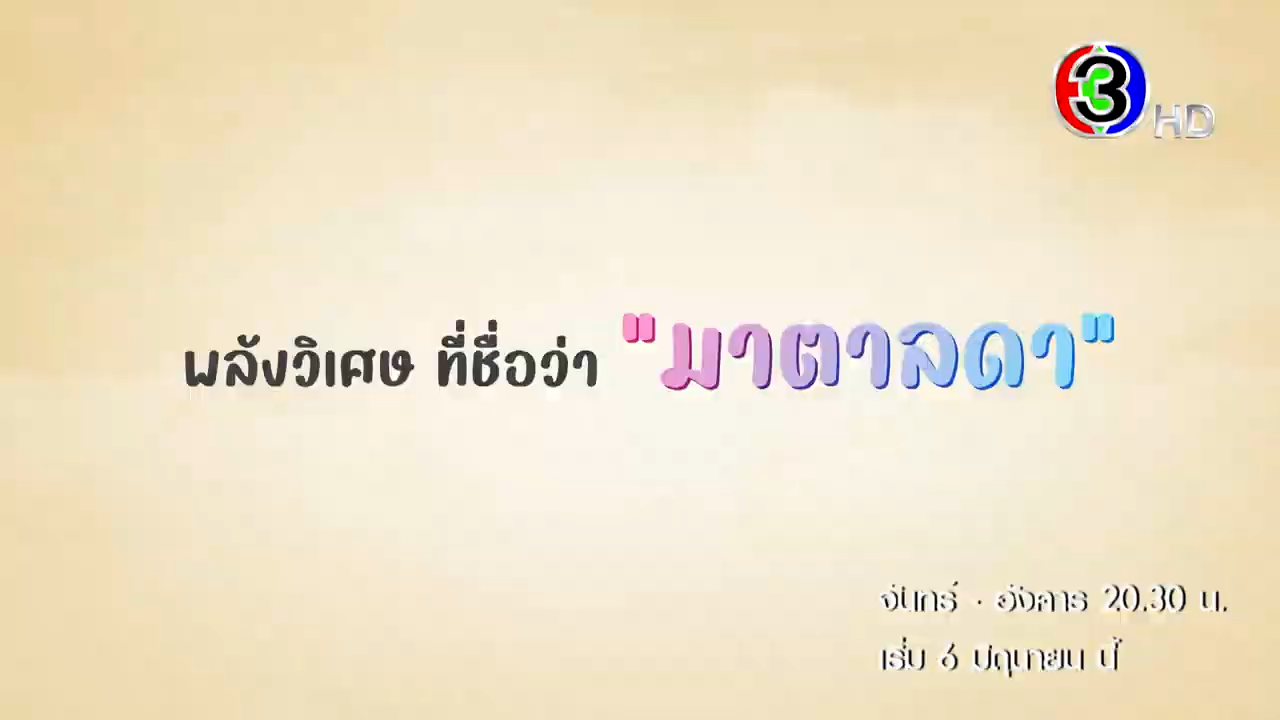 3 HD
พลังวิเศษ ที่ชื่อว่า "มาตาลดา"
จันทร์ - อังคาร 20.30 น.
เริ่ม 6 มิถุนายน นี้